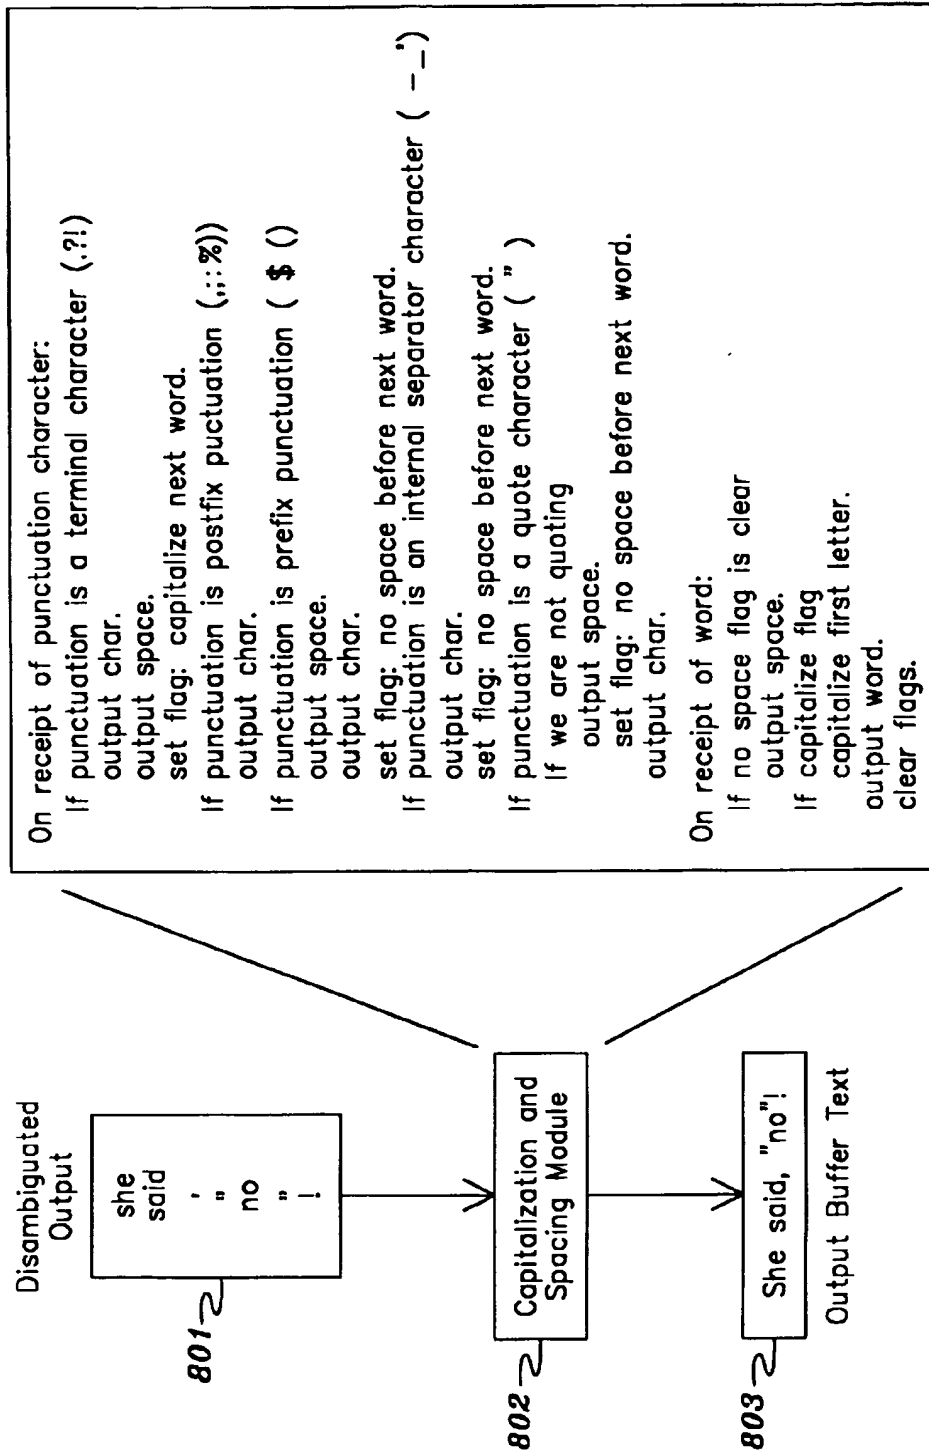 Disambiguated
Output
she
said
,
"
no
"
!
801
Capitalization and
Spacing Module
802
She said, "no"!
803
Output Buffer Text
On receipt of punctuation character:
If punctuation is a terminal character (.?!)
output char.
output space.
set flag: capitalize next word.
If punctuation is postfix puctuation (,;:%))
output char.
If punctuation is prefix punctuation ( $ ()
output space.
output char.
set flag: no space before next word.
If punctuation is an internal separator character ( -_')
output char.
set flag: no space before next word.
If punctuation is a quote character ( " )
If we are not quoting
output space.
set flag: no space before next word.
output char.
On receipt of word:
If no space flag is clear
output space.
If capitalize flag
capitalize first letter.
output word.
clear flags.